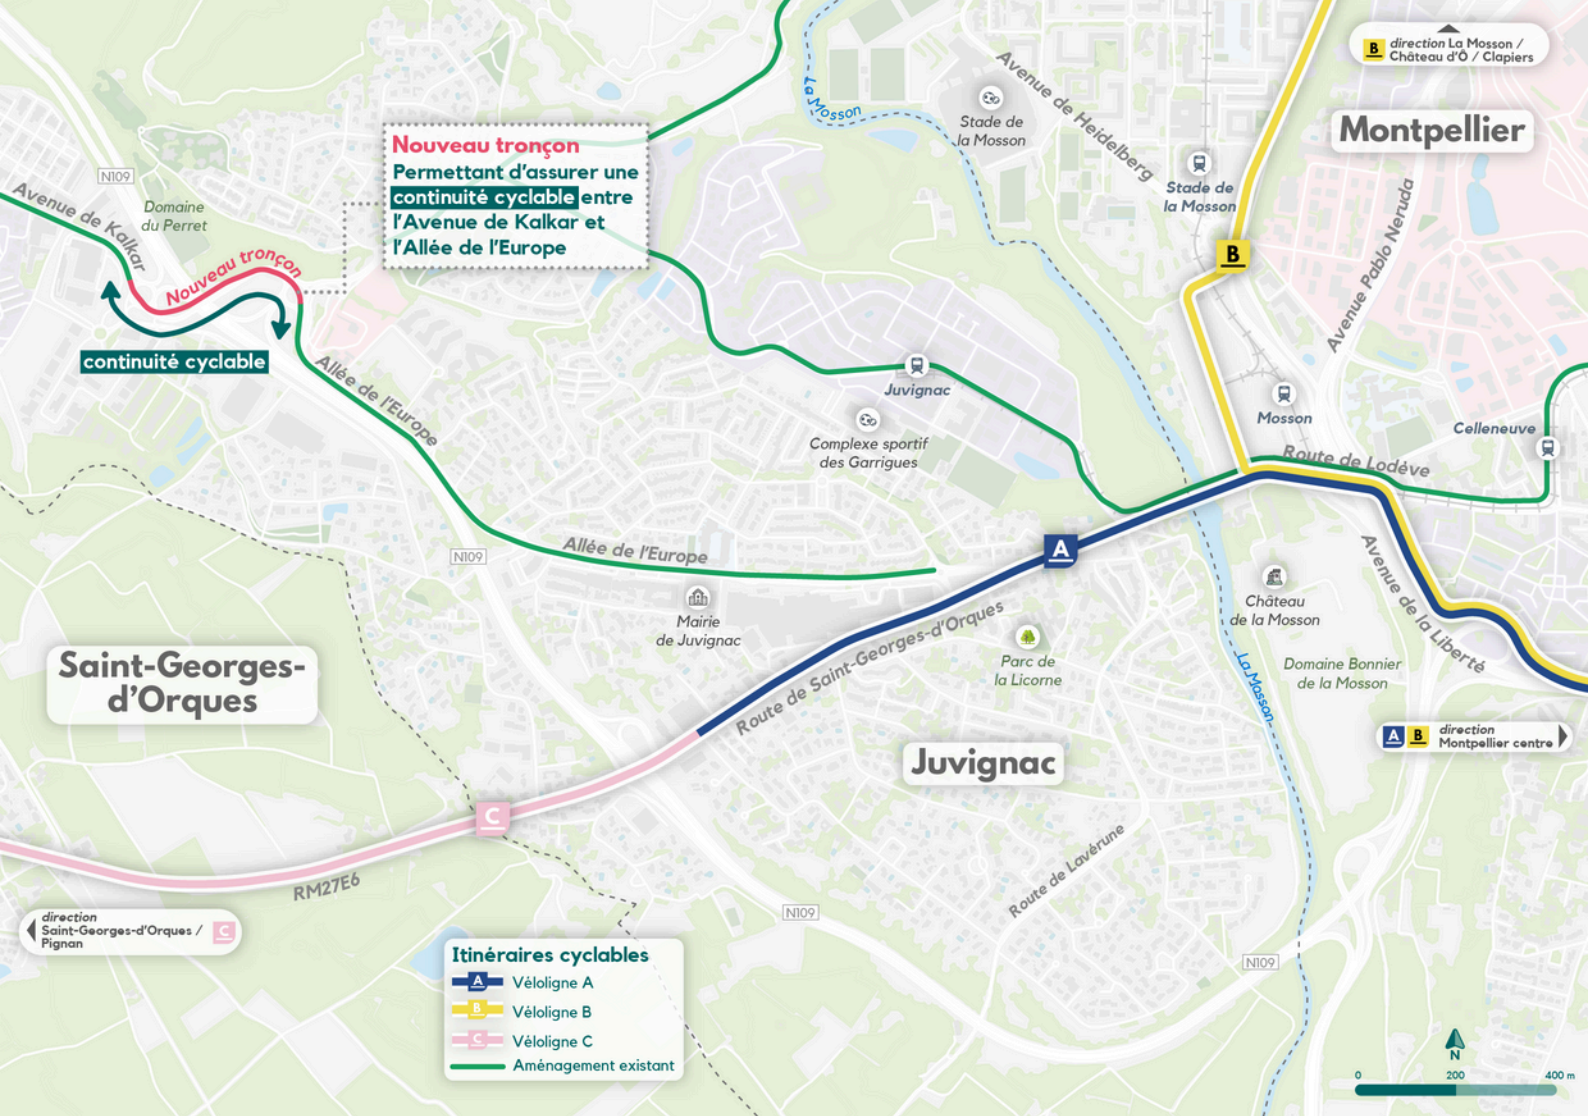 B direction La Mosson /
Château d'Ô / Clapiers
La Mosson
Avenue de Heidelberg
Stade de
la Mosson
Montpellier
Nouveau tronçon
Permettant d'assurer une
continuité cyclable entre
l'Avenue de Kalkar et
l'Allée de l'Europe
N109
Avenue de Kalkar
Domaine
du Perret
Stade de
la Mosson
Avenue Pablo Neruda
B
Nouveau tronçon
continuité cyclable
Allée de l'Europe
Juvignac
Mosson
Complexe sportif
des Garrigues
Celleneuve
Route de Lodève
N109
Allée de l'Europe
A
Mairie
de Juvignac
Route de Saint-Georges-d'Orques
Parc de
la Licorne
Château
de la Mosson
Avenue de la Liberté
Domaine Bonnier
de la Mosson
La Mosson
Saint-Georges-
d'Orques
A B direction
Montpellier centre
Juvignac
C
RM27E6
Route de Lavérune
direction
Saint-Georges-d'Orques /
Pignan
C
N109
N109
Itinéraires cyclables
A Véloligne A
B Véloligne B
C Véloligne C
Aménagement existant
N
0 200 400 m